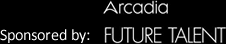 Arcadia
Sponsored by: FUTURE TALENT